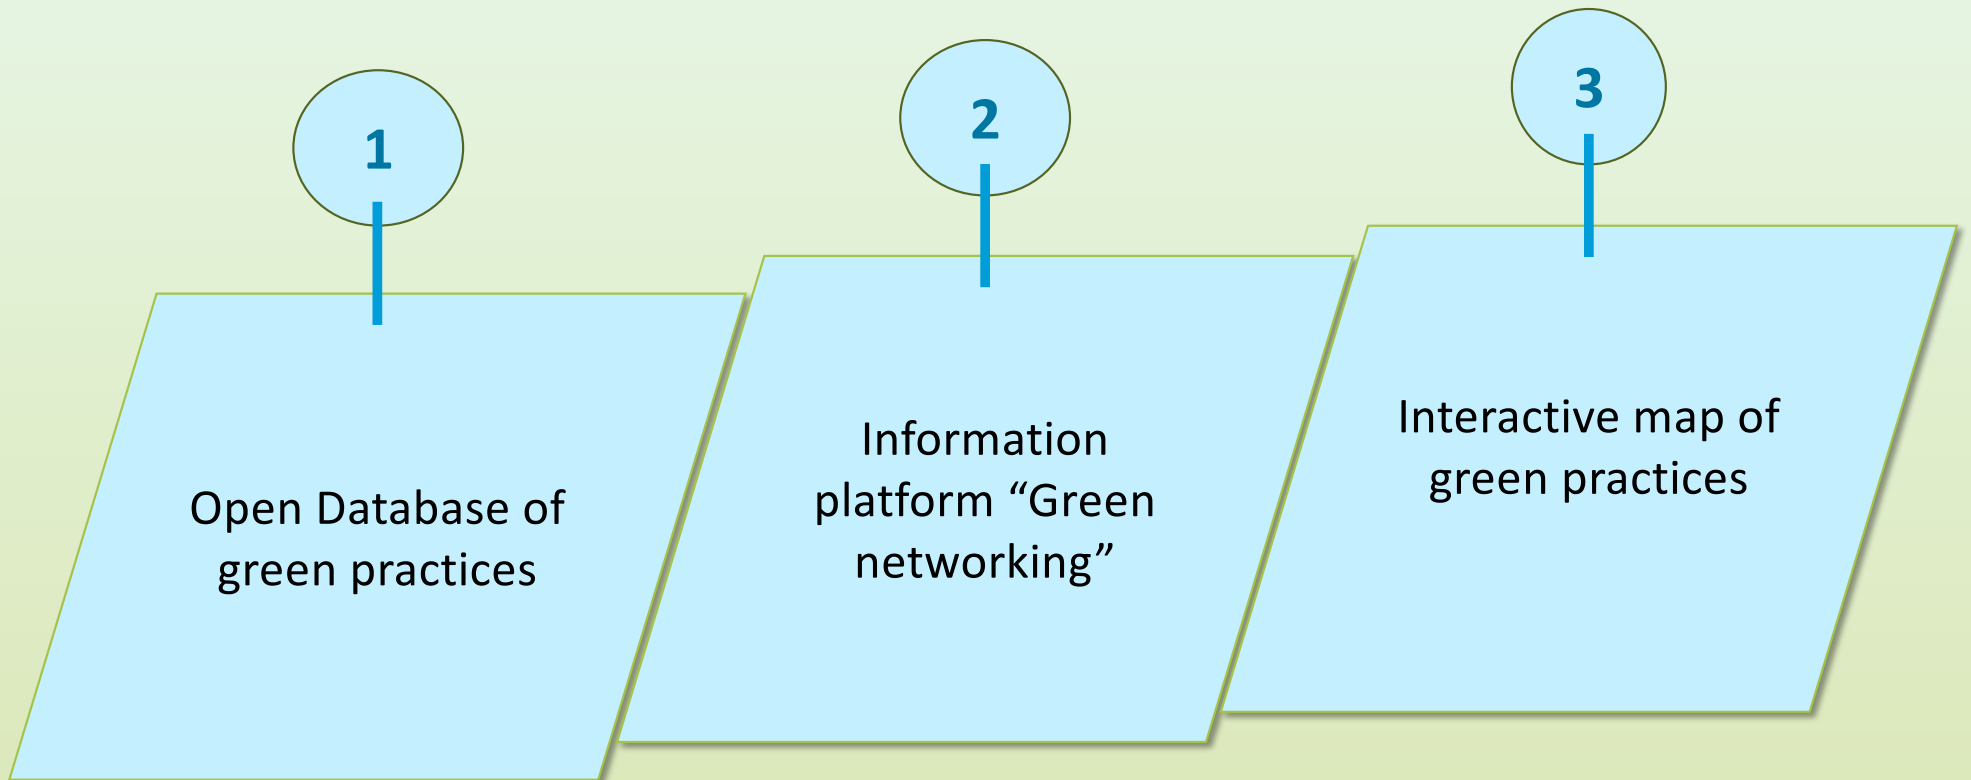 1
Open Database of
green practices
2
Information
platform “Green
networking”
3
Interactive map of
green practices